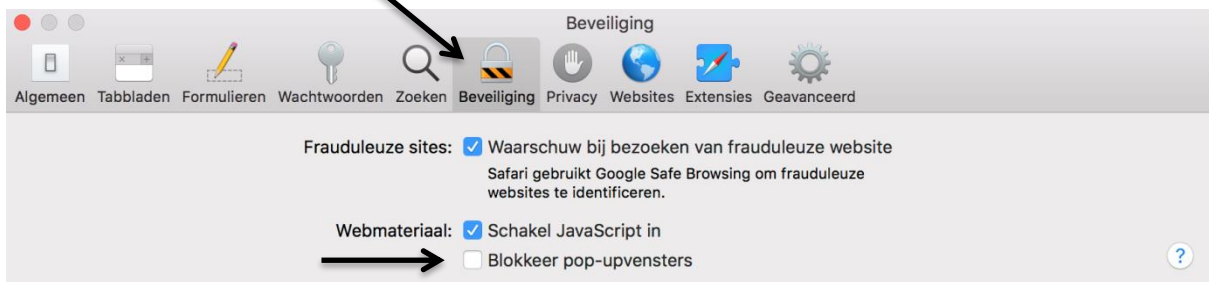 Beveiliging
Algemeen Tabbladen Formulieren Wachtwoorden Zoeken Beveiliging Privacy Websites Extensies Geavanceerd
Frauduleuze sites: Waarschuw bij bezoeken van frauduleuze website
Safari gebruikt Google Safe Browsing om frauduleuze
websites te identificeren.
Webmateriaal: Schakel JavaScript in
Blokkeer pop-upvensters
?